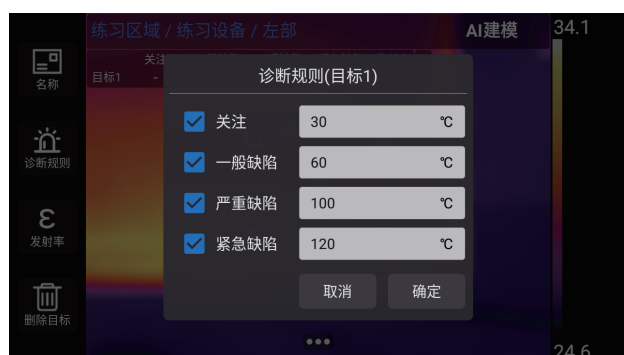 练习区域 / 练习设备 / 左部
AI建模
34.1
关注
目标1 -
名称
诊断规则
发射率
删除目标
诊断规则(目标1)
关注 30 ℃
一般缺陷 60 ℃
严重缺陷 100 ℃
紧急缺陷 120 ℃
取消 确定
24.6